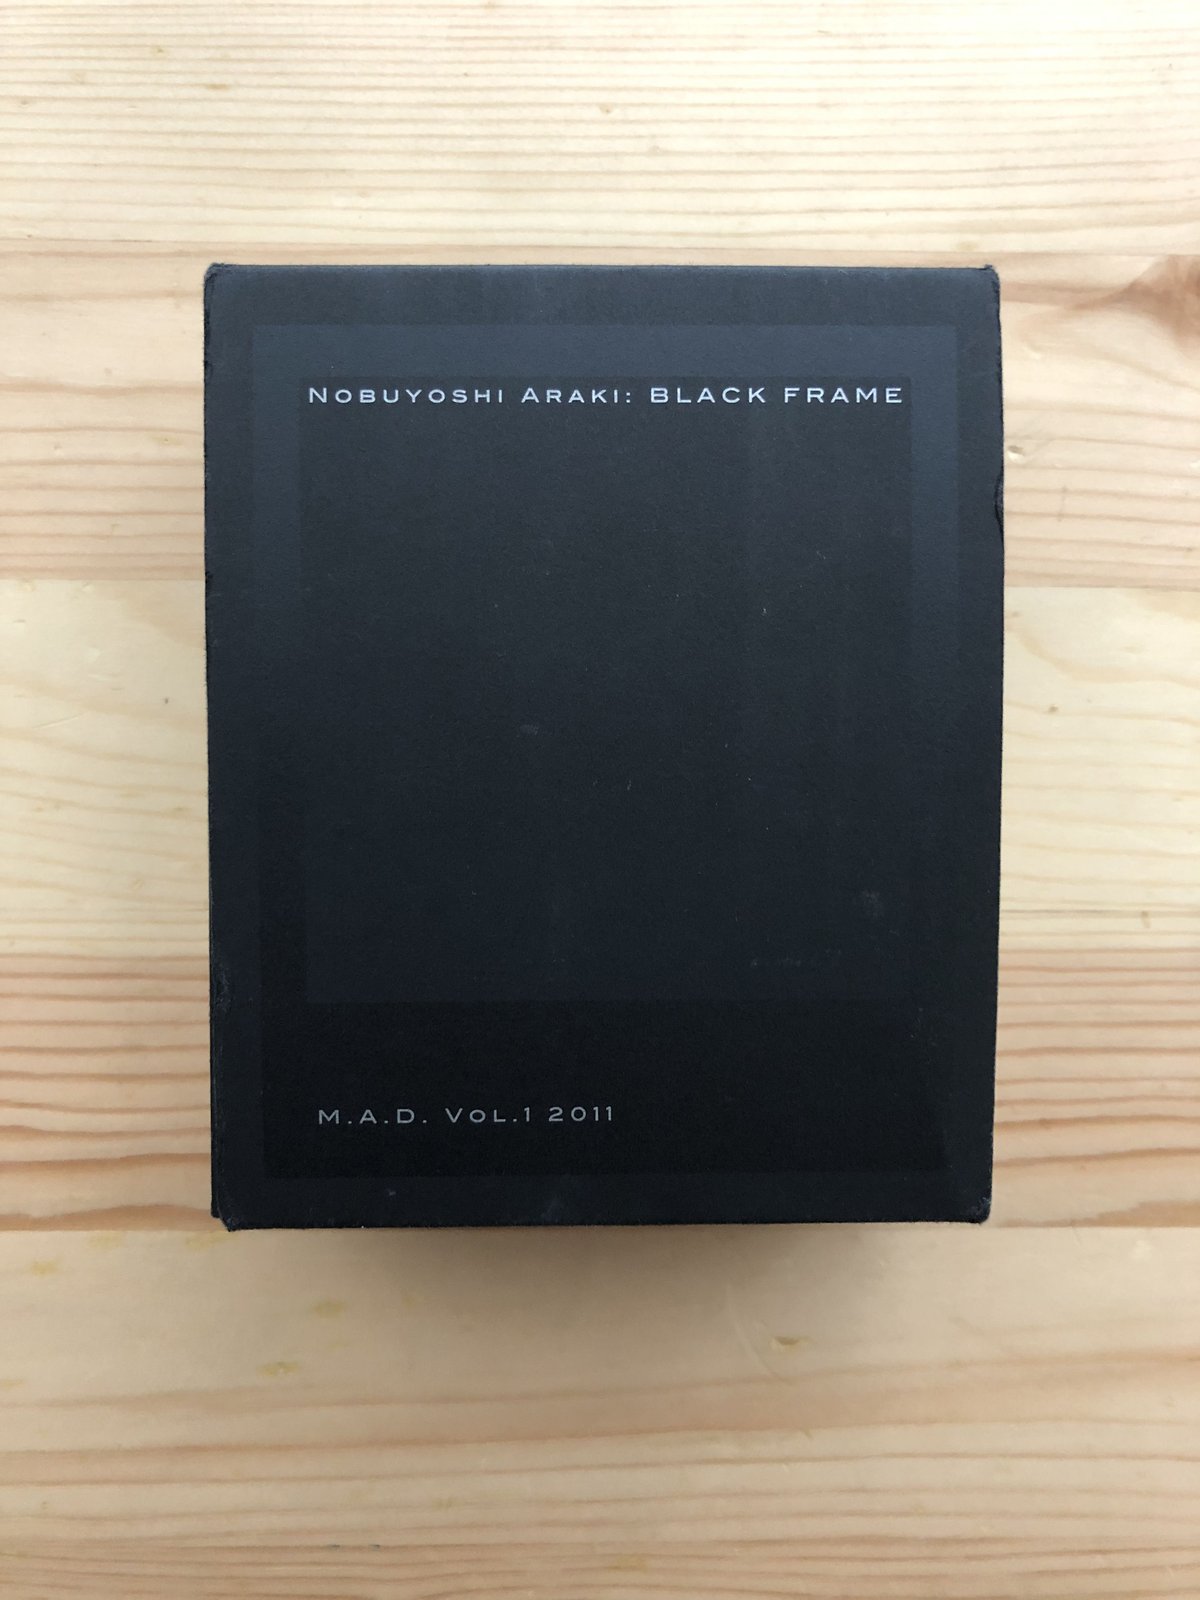 Nobuyoshi Araki: BLACK FRAME
M.A.D. Vol.1 2011